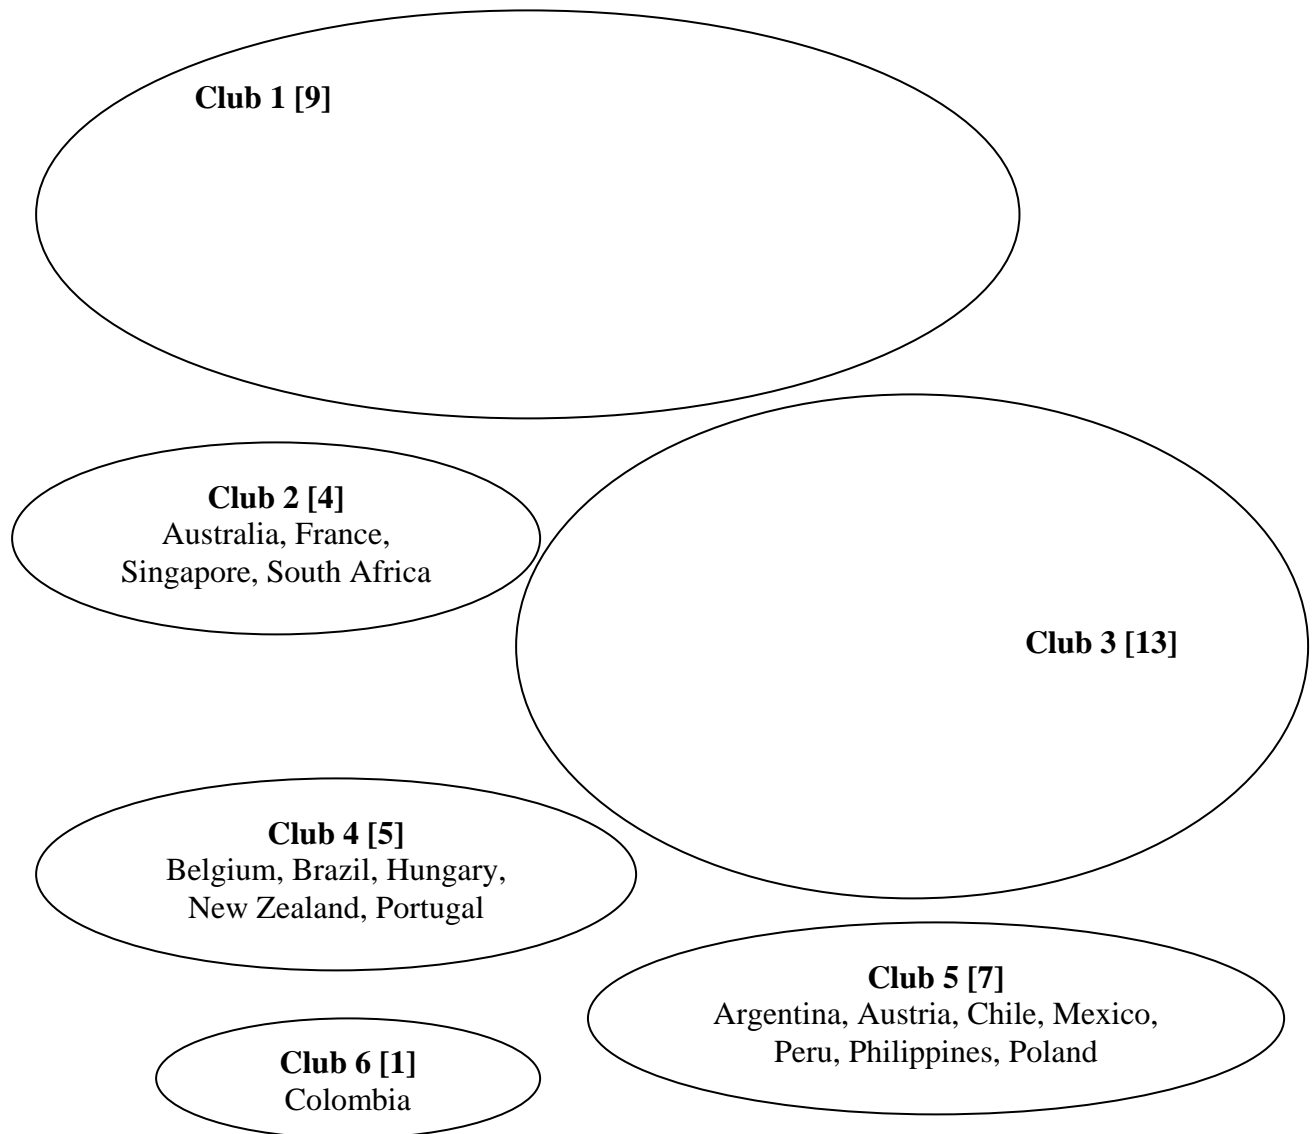 Club 1 [9]
Club 2 [4]
Australia, France,
Singapore, South Africa
Club 3 [13]
Club 4 [5]
Belgium, Brazil, Hungary,
New Zealand, Portugal
Club 5 [7]
Argentina, Austria, Chile, Mexico,
Peru, Philippines, Poland
Club 6 [1]
Colombia